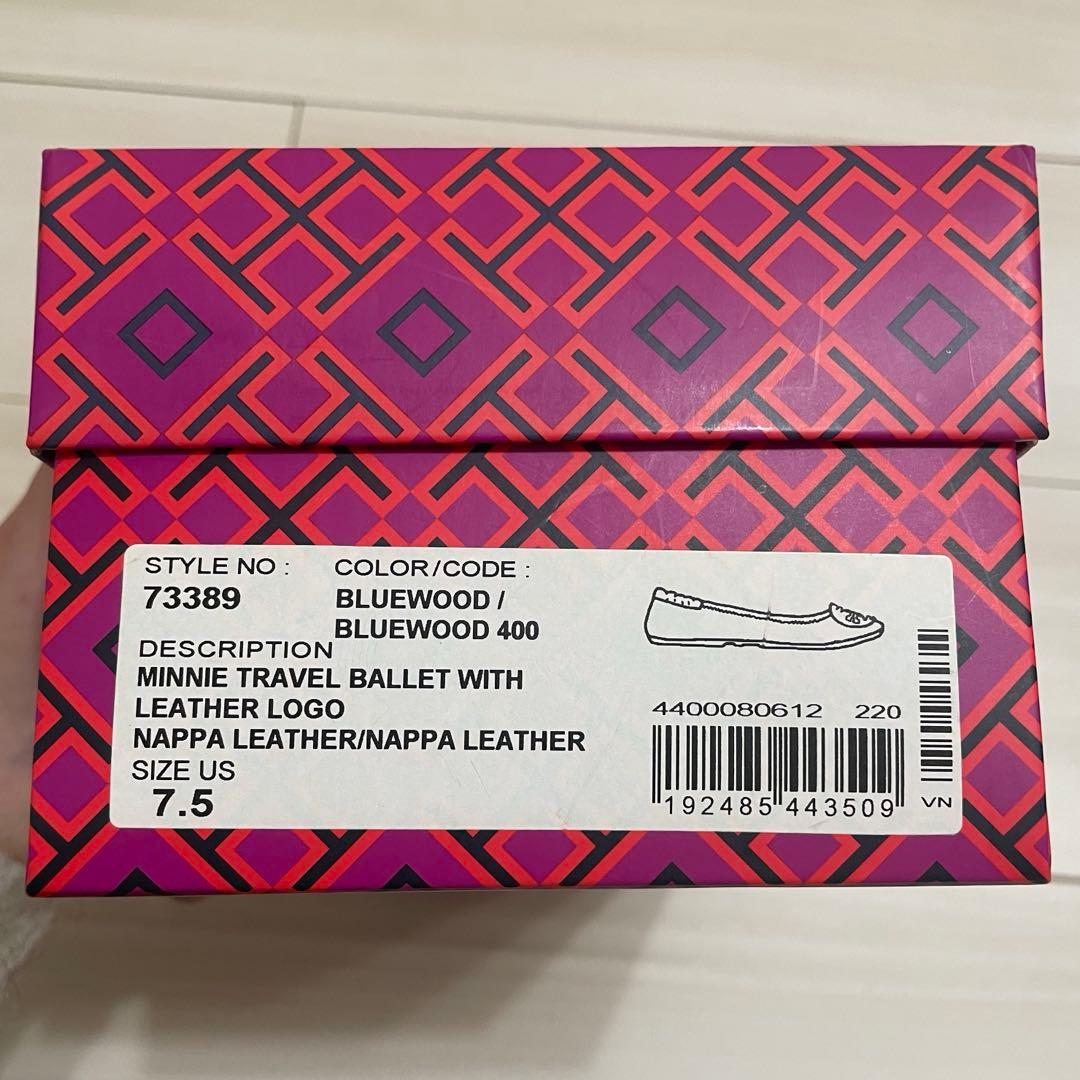 STYLE NO : COLOR/CODE :
73389 BLUEWOOD /
BLUEWOOD 400
DESCRIPTION
MINNIE TRAVEL BALLET WITH
LEATHER LOGO
NAPPA LEATHER/NAPPA LEATHER
SIZE US
7.5
4400080612 220
192485 443509
VN